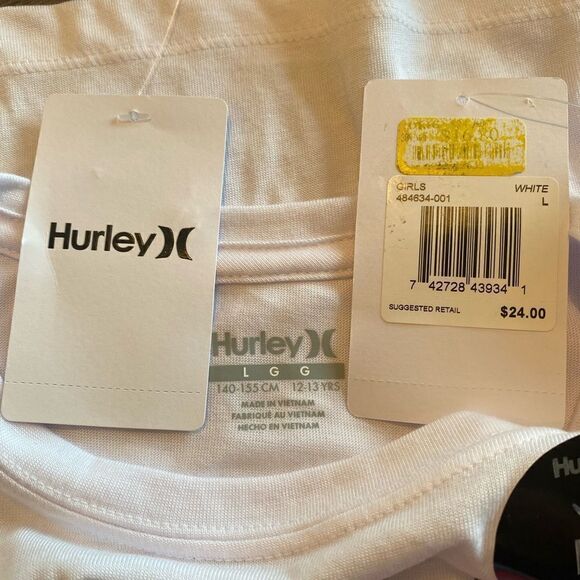 Hurley
Hurley
L G G
140-155 CM 12-13 YRS
MADE IN VIETNAM
FABRIQUÉ AU VIETNAM
HECHO EN VIETNAM
GIRLS WHITE
484634-001 L
7 42728 43934 1
SUGGESTED RETAIL $24.00
Hu